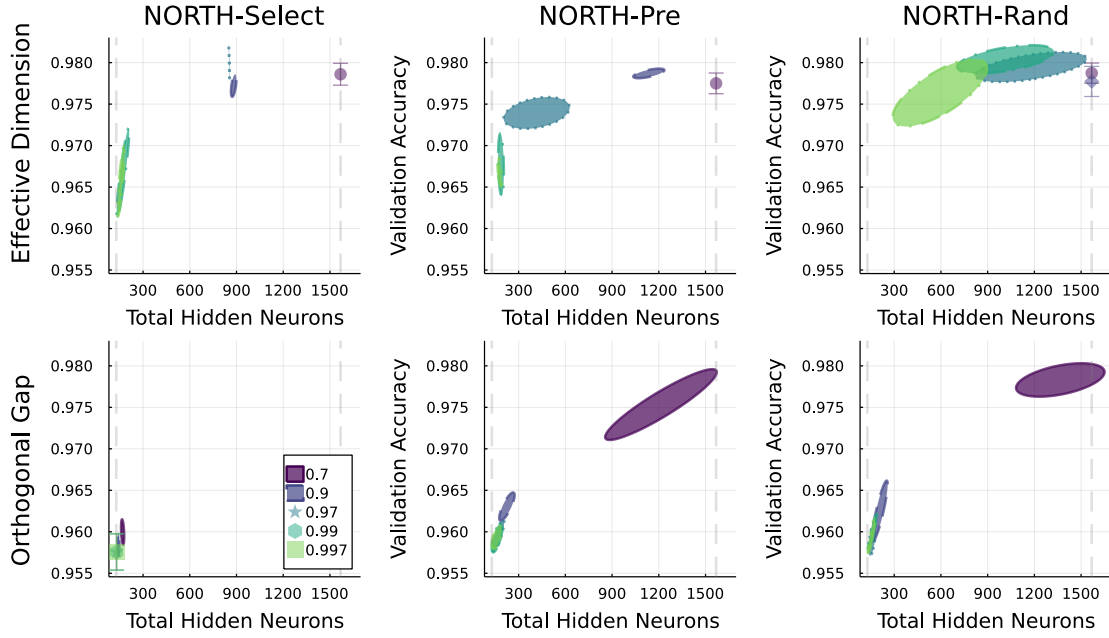 NORTH-Select
NORTH-Pre
NORTH-Rand
Effective Dimension
0.980
0.975
0.970
0.965
0.960
0.955
300 600 900 1200 1500
Total Hidden Neurons
Validation Accuracy
0.980
0.975
0.970
0.965
0.960
0.955
300 600 900 1200 1500
Total Hidden Neurons
Validation Accuracy
0.980
0.975
0.970
0.965
0.960
0.955
300 600 900 1200 1500
Total Hidden Neurons
Orthogonal Gap
0.980
0.975
0.970
0.965
0.960
0.955
0.7
0.9
0.97
0.99
0.997
300 600 900 1200 1500
Total Hidden Neurons
Validation Accuracy
0.980
0.975
0.970
0.965
0.960
0.955
300 600 900 1200 1500
Total Hidden Neurons
Validation Accuracy
0.980
0.975
0.970
0.965
0.960
0.955
300 600 900 1200 1500
Total Hidden Neurons